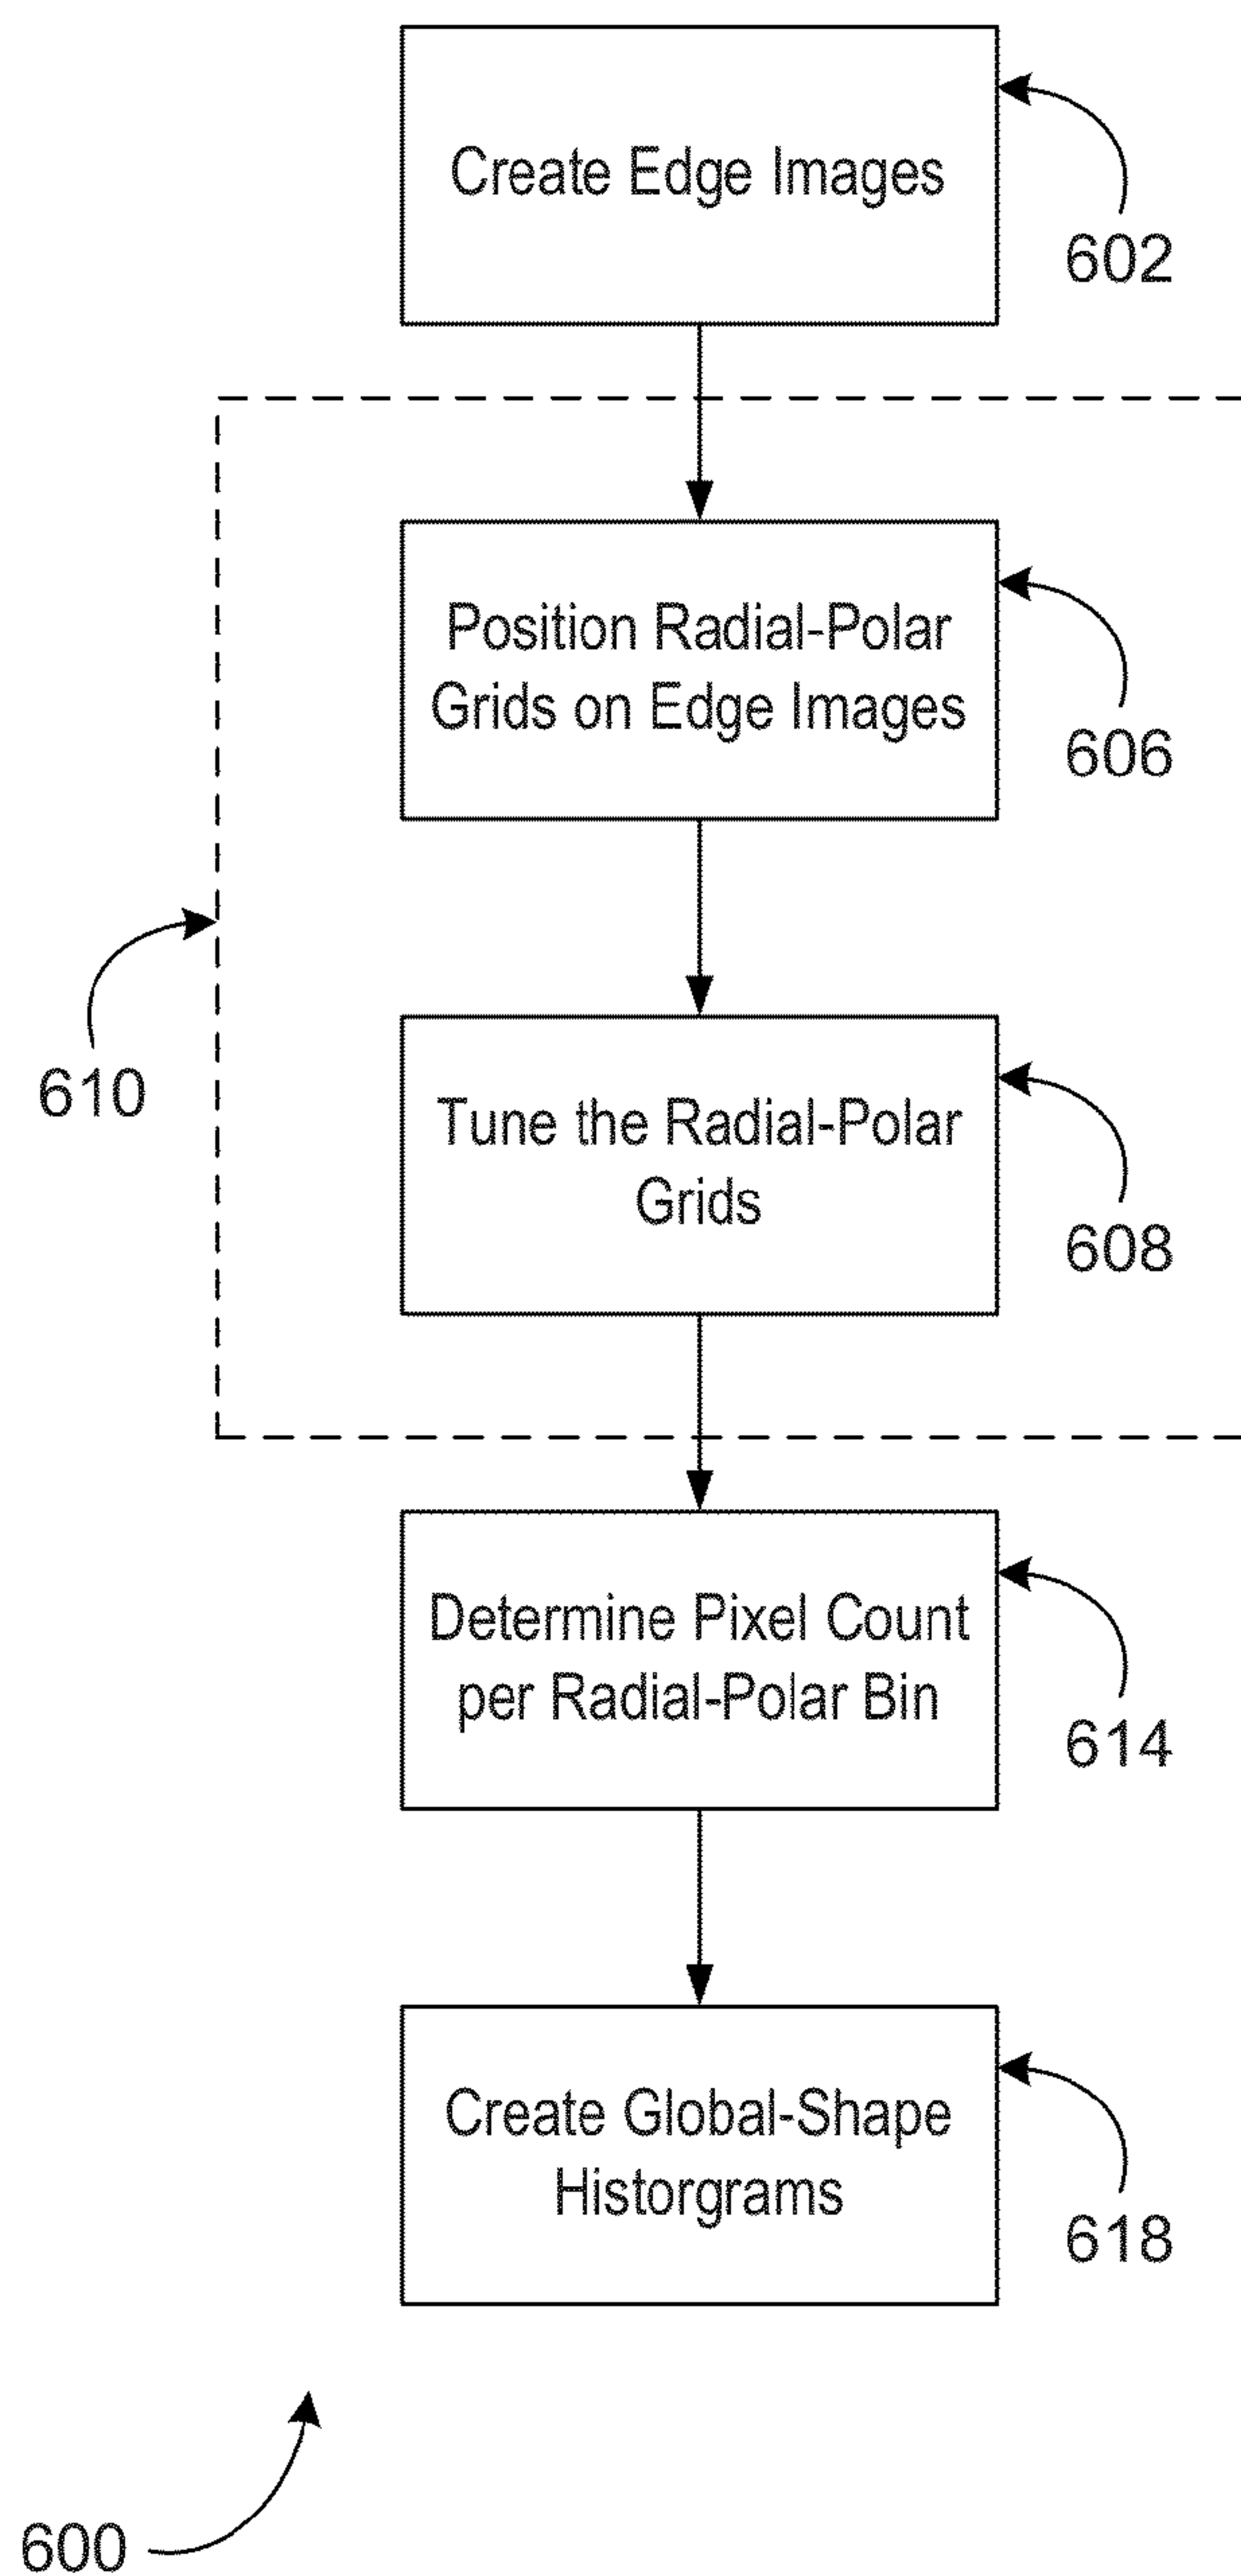 Create Edge Images
602
Position Radial-Polar
Grids on Edge Images
606
610
Tune the Radial-Polar
Grids
608
Determine Pixel Count
per Radial-Polar Bin
614
Create Global-Shape
Historgrams
618
600